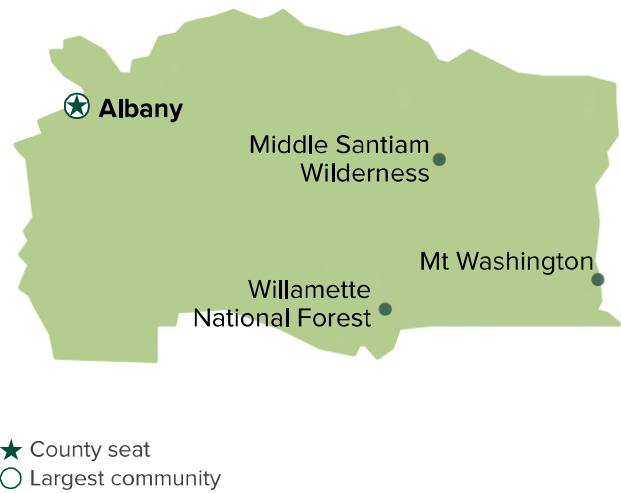 Albany
Middle Santiam
Wilderness
Mt Washington
Willamette
National Forest
County seat
Largest community